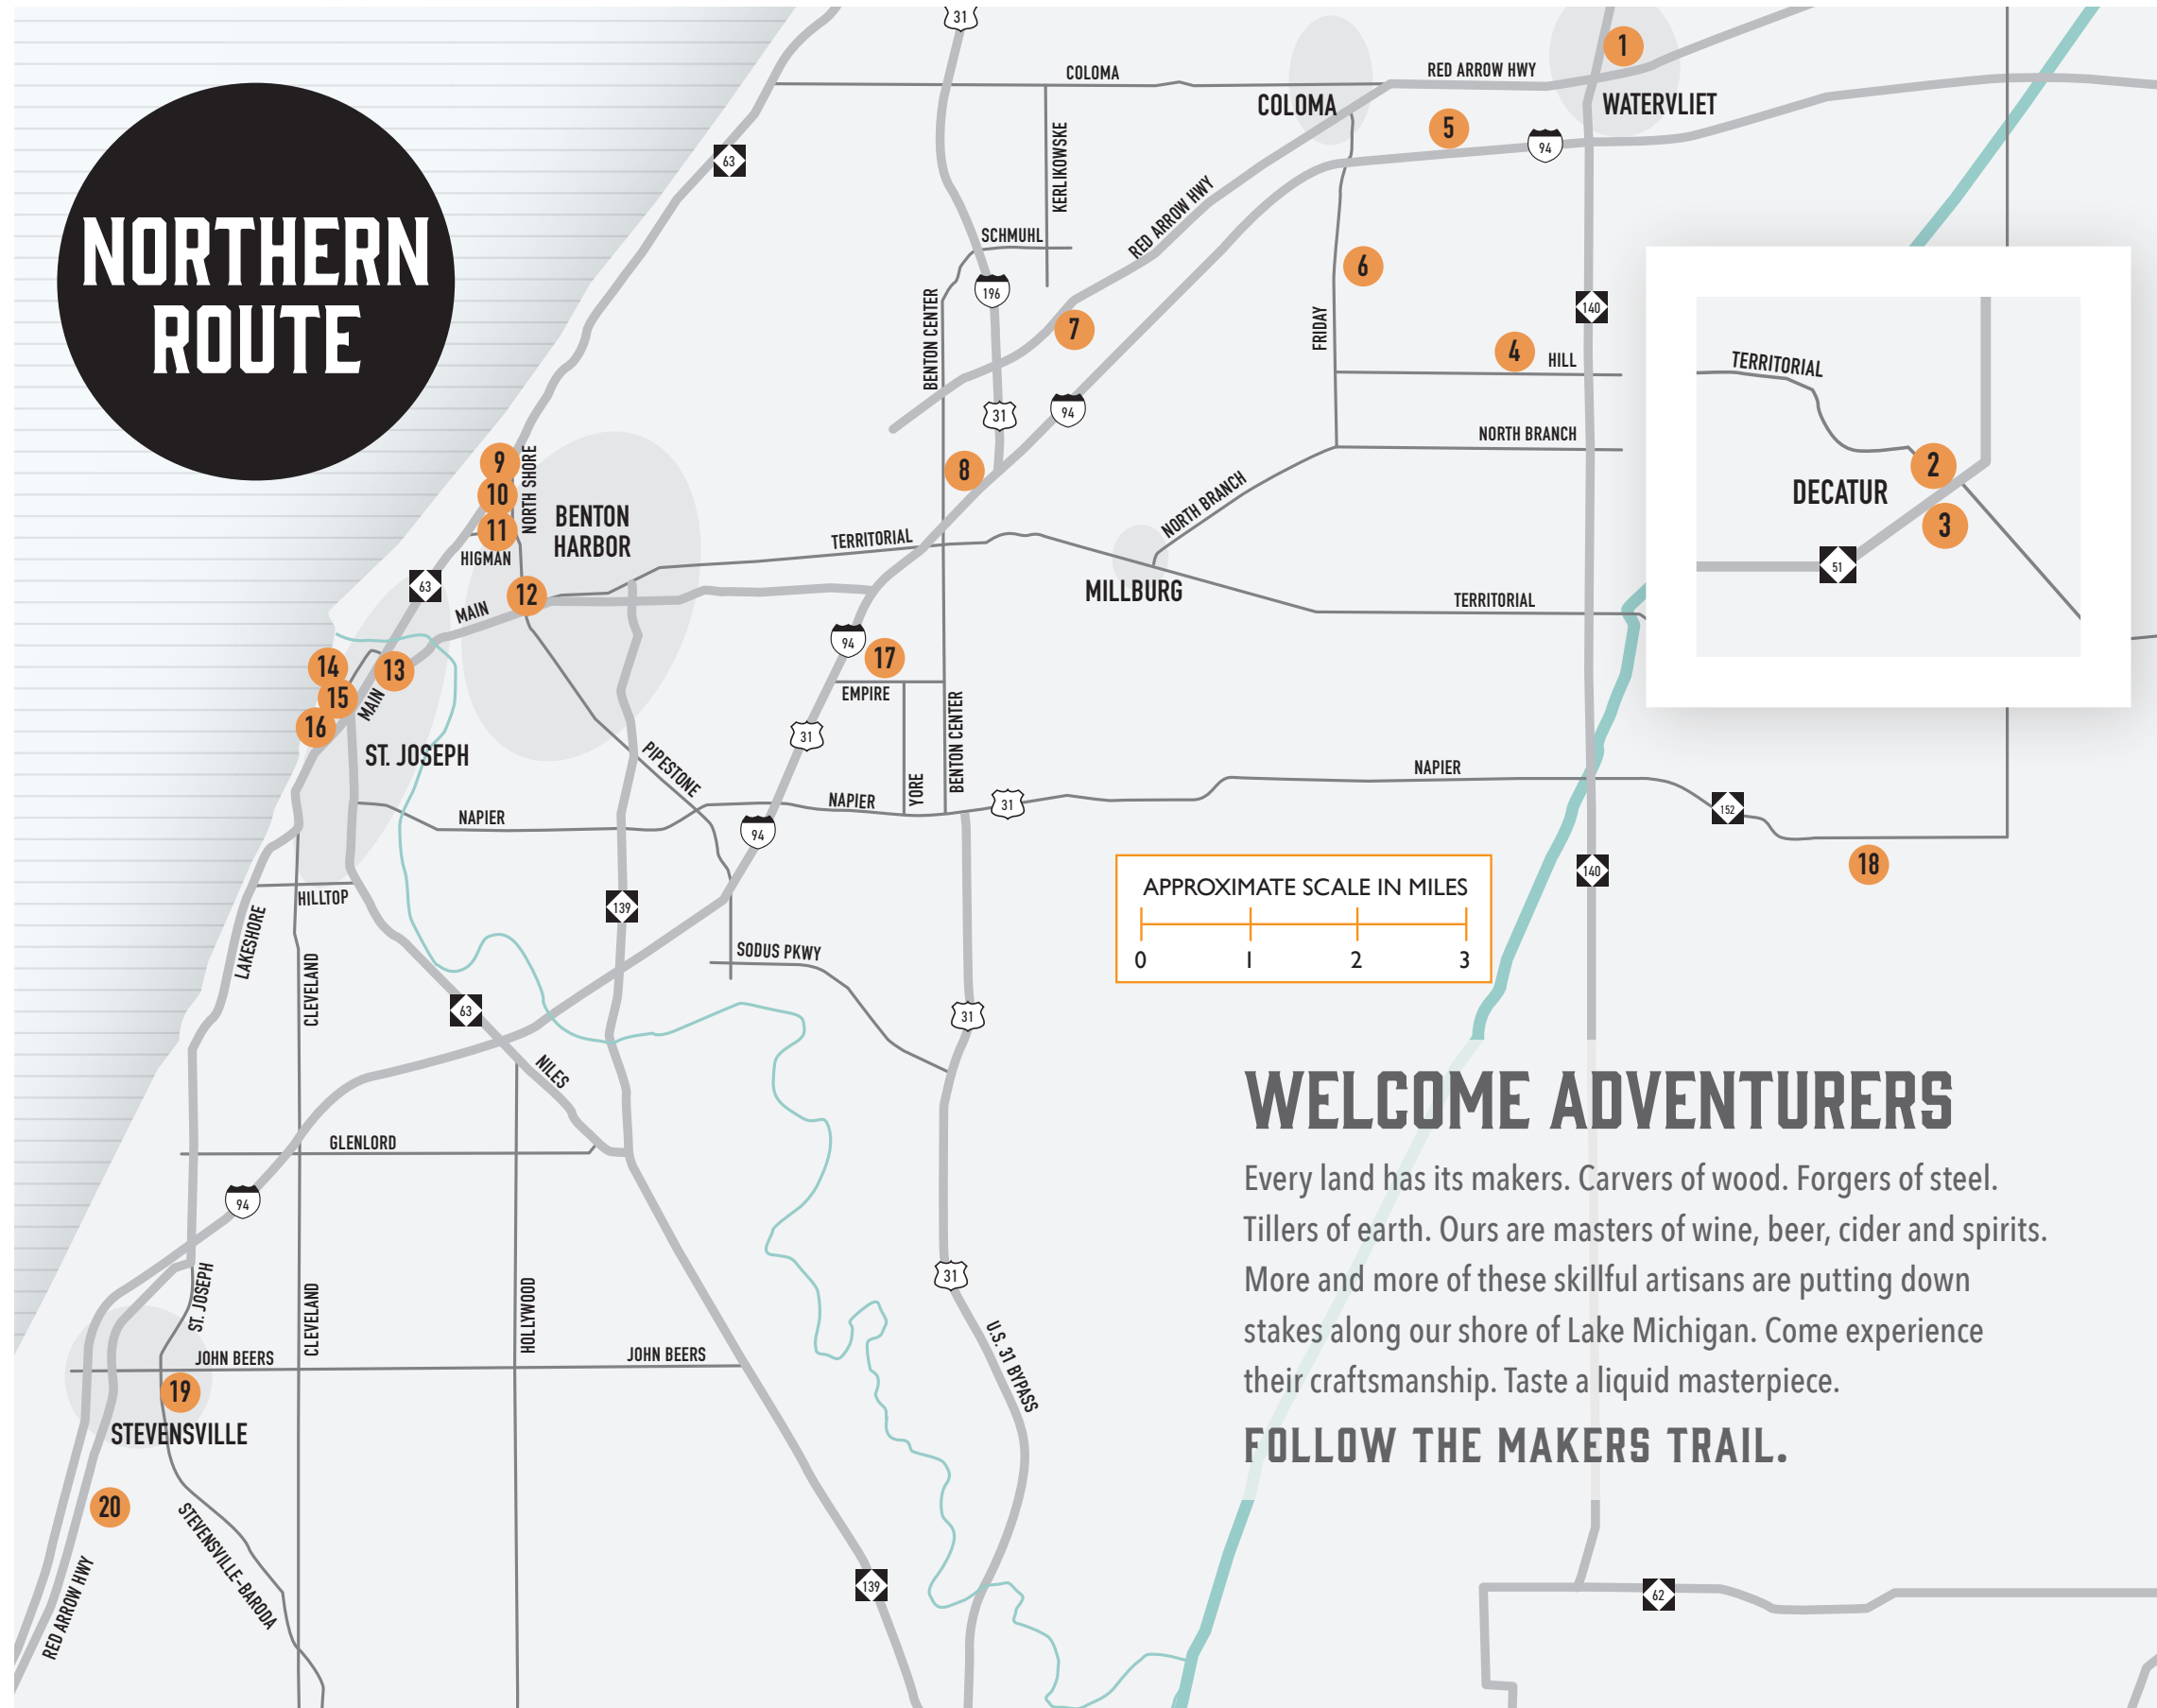 NORTHERN
ROUTE
31
COLOMA
RED ARROW HWY
1
COLOMA
WATERVLIET
5
94
63
KERLIKOWSKE
RED ARROW HWY
SCHMUHL
6
196
BENTON CENTER
7
FRIDAY
140
4
HILL
31
94
NORTH BRANCH
TERRITORIAL
2
DECATUR
3
51
9
10
11
NORTH SHORE
8
BENTON
HARBOR
NORTH BRANCH
HIGMAN
TERRITORIAL
63
12
MAIN
MILLBURG
TERRITORIAL
94
17
14
13
15
MAIN
16
EMPIRE
31
BENTON CENTER
ST. JOSEPH
PIPESTONE
YORE
NAPIER
NAPIER
NAPIER
31
152
94
18
140
APPROXIMATE SCALE IN MILES
0 1 2 3
HILLTOP
139
LAKESHORE
CLEVELAND
SODUS PKWY
63
31
NILES
GLENLORD
94
31
ST. JOSEPH
CLEVELAND
HOLLYWOOD
JOHN BEERS
JOHN BEERS
U.S. 31 BYPASS
19
STEVENSVILLE
20
STEVENSVILLE-BARODA
RED ARROW HWY
139
62
WELCOME ADVENTURERS
Every land has its makers. Carvers of wood. Forgers of steel.
Tillers of earth. Ours are masters of wine, beer, cider and spirits.
More and more of these skillful artisans are putting down
stakes along our shore of Lake Michigan. Come experience
their craftsmanship. Taste a liquid masterpiece.
FOLLOW THE MAKERS TRAIL.